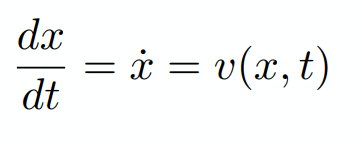 dx/dt = ẋ = v(x, t)